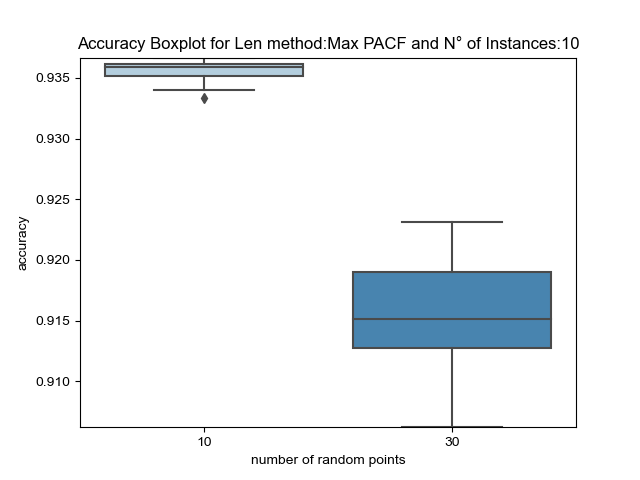 Accuracy Boxplot for Len method:Max PACF and N° of Instances:10
0.935
0.930
0.925
0.920
0.915
0.910
accuracy
10 30
number of random points